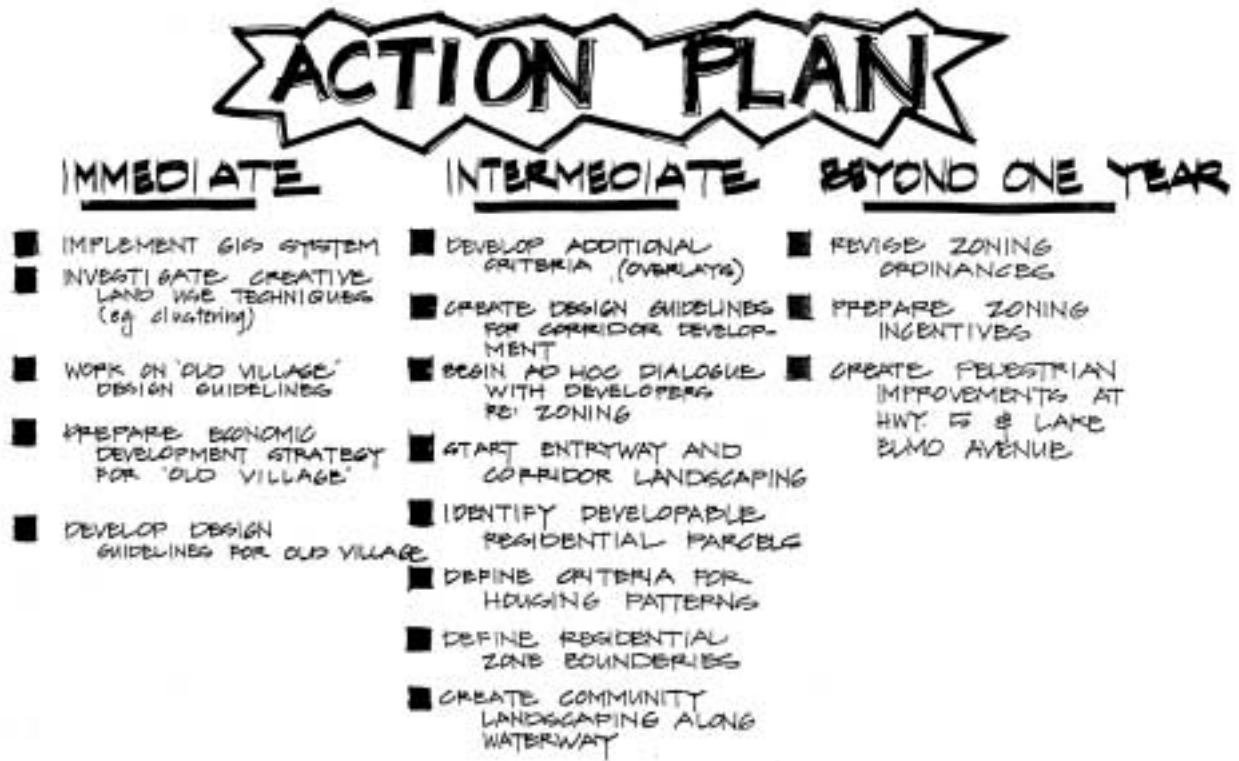 ACTION PLAN
IMMEDIATE
IMPLEMENT GIS SYSTEM
INVESTIGATE CREATIVE
LAND USE TECHNIQUES
(eg clustering)
WORK ON 'OLD VILLAGE'
DESIGN GUIDELINES
PREPARE ECONOMIC
DEVELOPMENT STRATEGY
FOR 'OLD VILLAGE'
DEVELOP DESIGN
GUIDELINES FOR OLD VILLAGE
INTERMEDIATE
DEVELOP ADDITIONAL
CRITERIA (OVERLAYS)
CREATE DESIGN GUIDELINES
FOR CORRIDOR DEVELOP-
MENT
BEGIN AD HOC DIALOGUE
WITH DEVELOPERS
RE: ZONING
START ENTRYWAY AND
CORRIDOR LANDSCAPING
IDENTIFY DEVELOPABLE
RESIDENTIAL PARCELS
DEFINE CRITERIA FOR
HOUSING PATTERNS
DEFINE RESIDENTIAL
ZONE BOUNDERIES
CREATE COMMUNITY
LANDSCAPING ALONG
WATERWAY
BEYOND ONE YEAR
REVISE ZONING
ORDINANCES
PREPARE ZONING
INCENTIVES
CREATE PEDESTRIAN
IMPROVEMENTS AT
HWY. 5 & LAKE
ELMO AVENUE